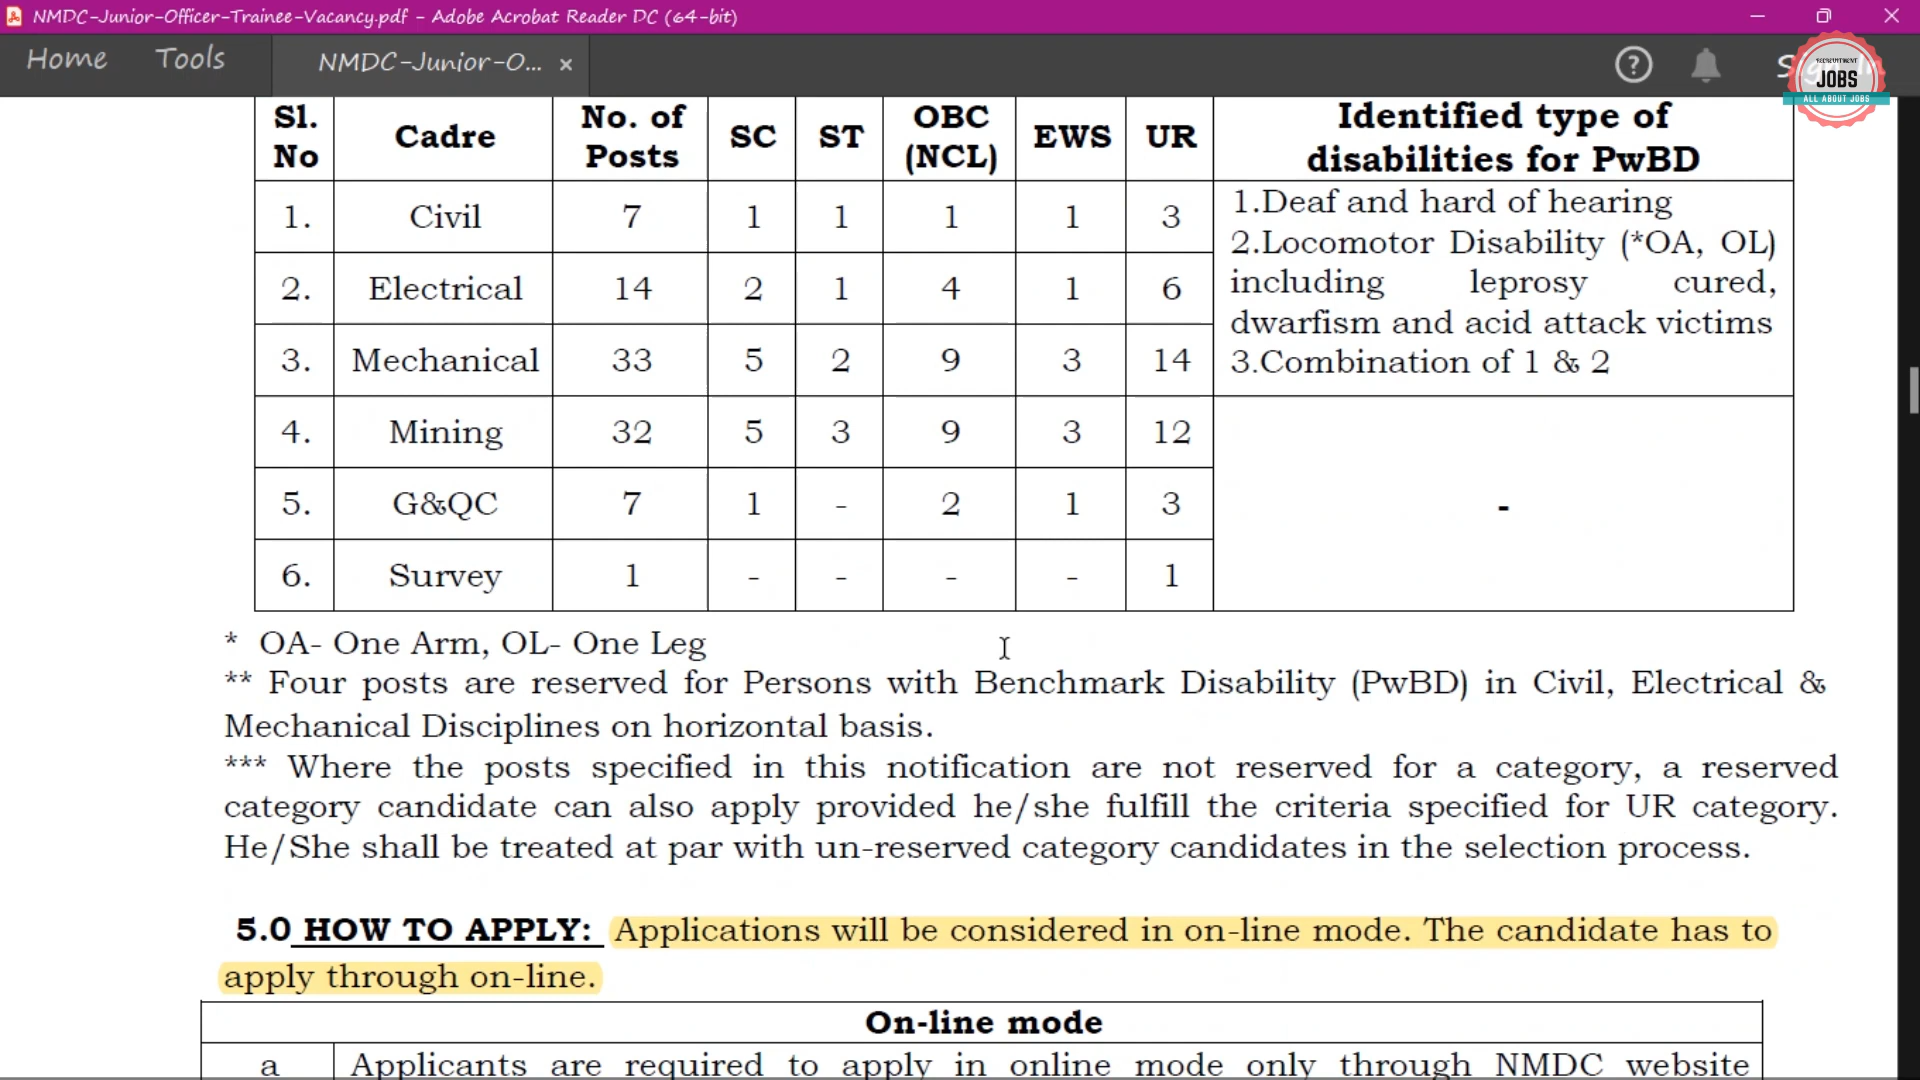 NMDC-Junior-Officer-Trainee-Vacancy.pdf - Adobe Acrobat Reader DC (64-bit)
Home Tools NMDC-Junior-O... ×
RECRUITMENT
JOBS
ALL ABOUT JOBS
Sl. No Cadre No. of Posts SC ST OBC (NCL) EWS UR Identified type of disabilities for PwBD
1. Civil 7 1 1 1 1 3
2. Electrical 14 2 1 4 1 6
3. Mechanical 33 5 2 9 3 14
1.Deaf and hard of hearing
2.Locomotor Disability (*OA, OL)
including leprosy cured,
dwarfism and acid attack victims
3.Combination of 1 & 2
4. Mining 32 5 3 9 3 12
5. G&QC 7 1 - 2 1 3 -
6. Survey 1 - - - - 1
* OA- One Arm, OL- One Leg
** Four posts are reserved for Persons with Benchmark Disability (PwBD) in Civil, Electrical &
Mechanical Disciplines on horizontal basis.
*** Where the posts specified in this notification are not reserved for a category, a reserved
category candidate can also apply provided he/she fulfill the criteria specified for UR category.
He/She shall be treated at par with un-reserved category candidates in the selection process.
5.0 HOW TO APPLY: Applications will be considered in on-line mode. The candidate has to
apply through on-line.
On-line mode
a Applicants are required to apply in online mode only through NMDC website